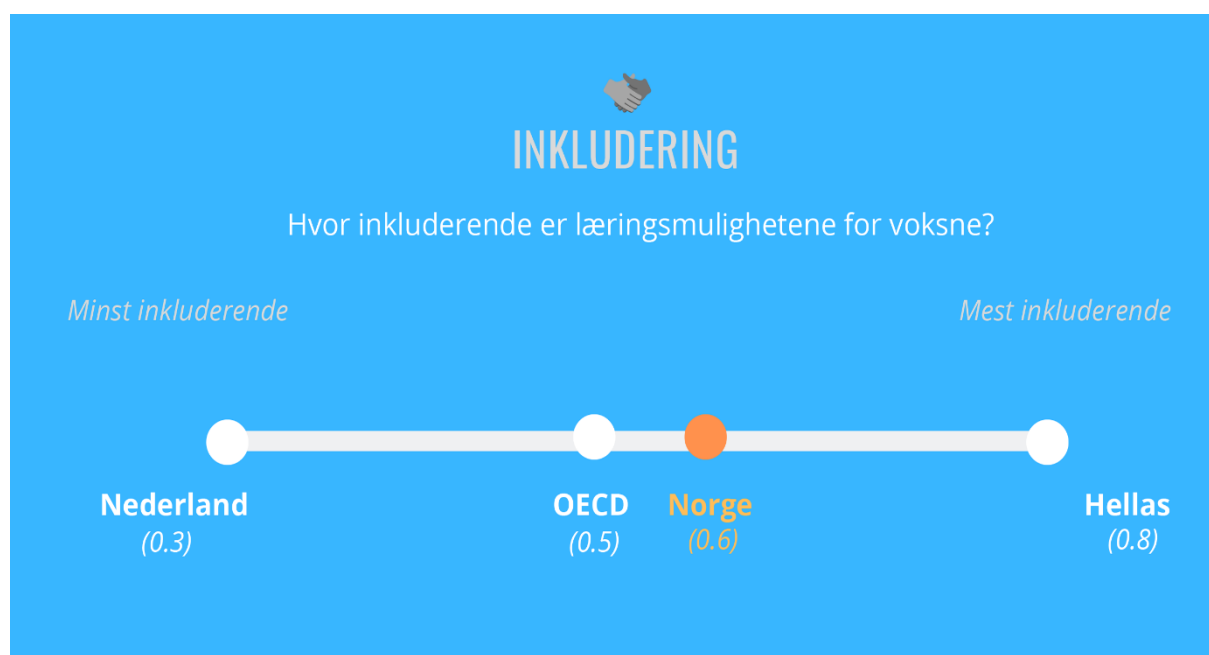 INKLUDERING
Hvor inkluderende er læringsmulighetene for voksne?
Minst inkluderende
Mest inkluderende
Nederland
(0.3)
OECD
(0.5)
Norge
(0.6)
Hellas
(0.8)